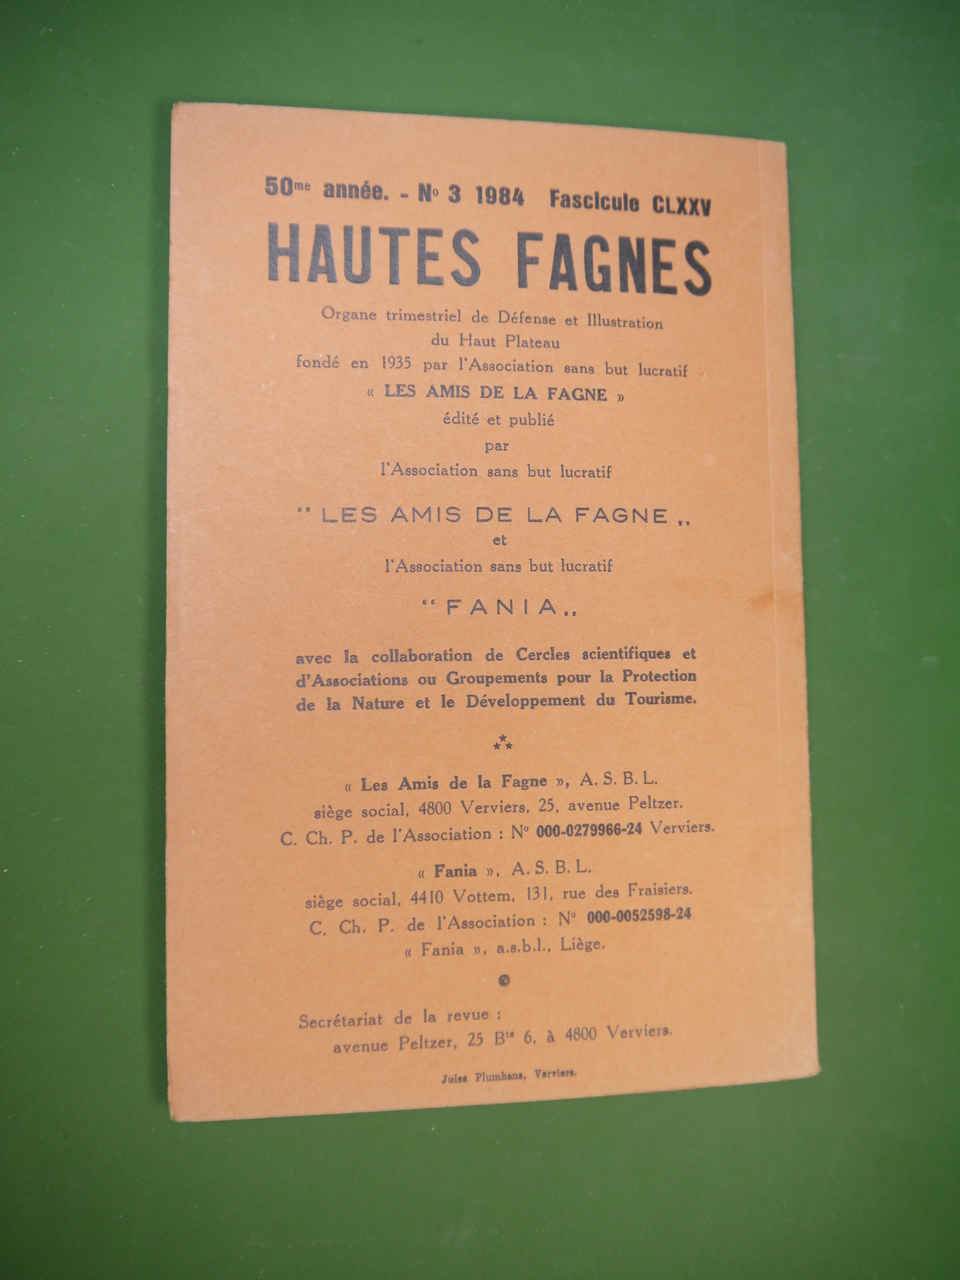 50me année. - No 3 1984 Fascicule CLXXV
HAUTES FAGNES
Organe trimestriel de Défense et Illustration
du Haut Plateau
fondé en 1935 par l'Association sans but lucratif
« LES AMIS DE LA FAGNE »
édité et publié
par
l'Association sans but lucratif
"LES AMIS DE LA FAGNE„
et
l'Association sans but lucratif
"FANIA„
avec la collaboration de Cercles scientifiques et
d'Associations ou Groupements pour la Protection
de la Nature et le Développement du Tourisme.
« Les Amis de la Fagne », A. S. B. L.
siège social, 4800 Verviers, 25, avenue Peltzer.
C. Ch. P. de l'Association : No 000-0279966-24 Verviers.
« Fania », A. S. B. L.
siège social, 4410 Vottem, 131, rue des Fraisiers.
C. Ch. P. de l'Association : No 000-0052598-24
« Fania », a.s.b.l., Liège.
Secrétariat de la revue :
avenue Peltzer, 25 Bte 6, à 4800 Verviers.
Jules Plumhans, Verviers.